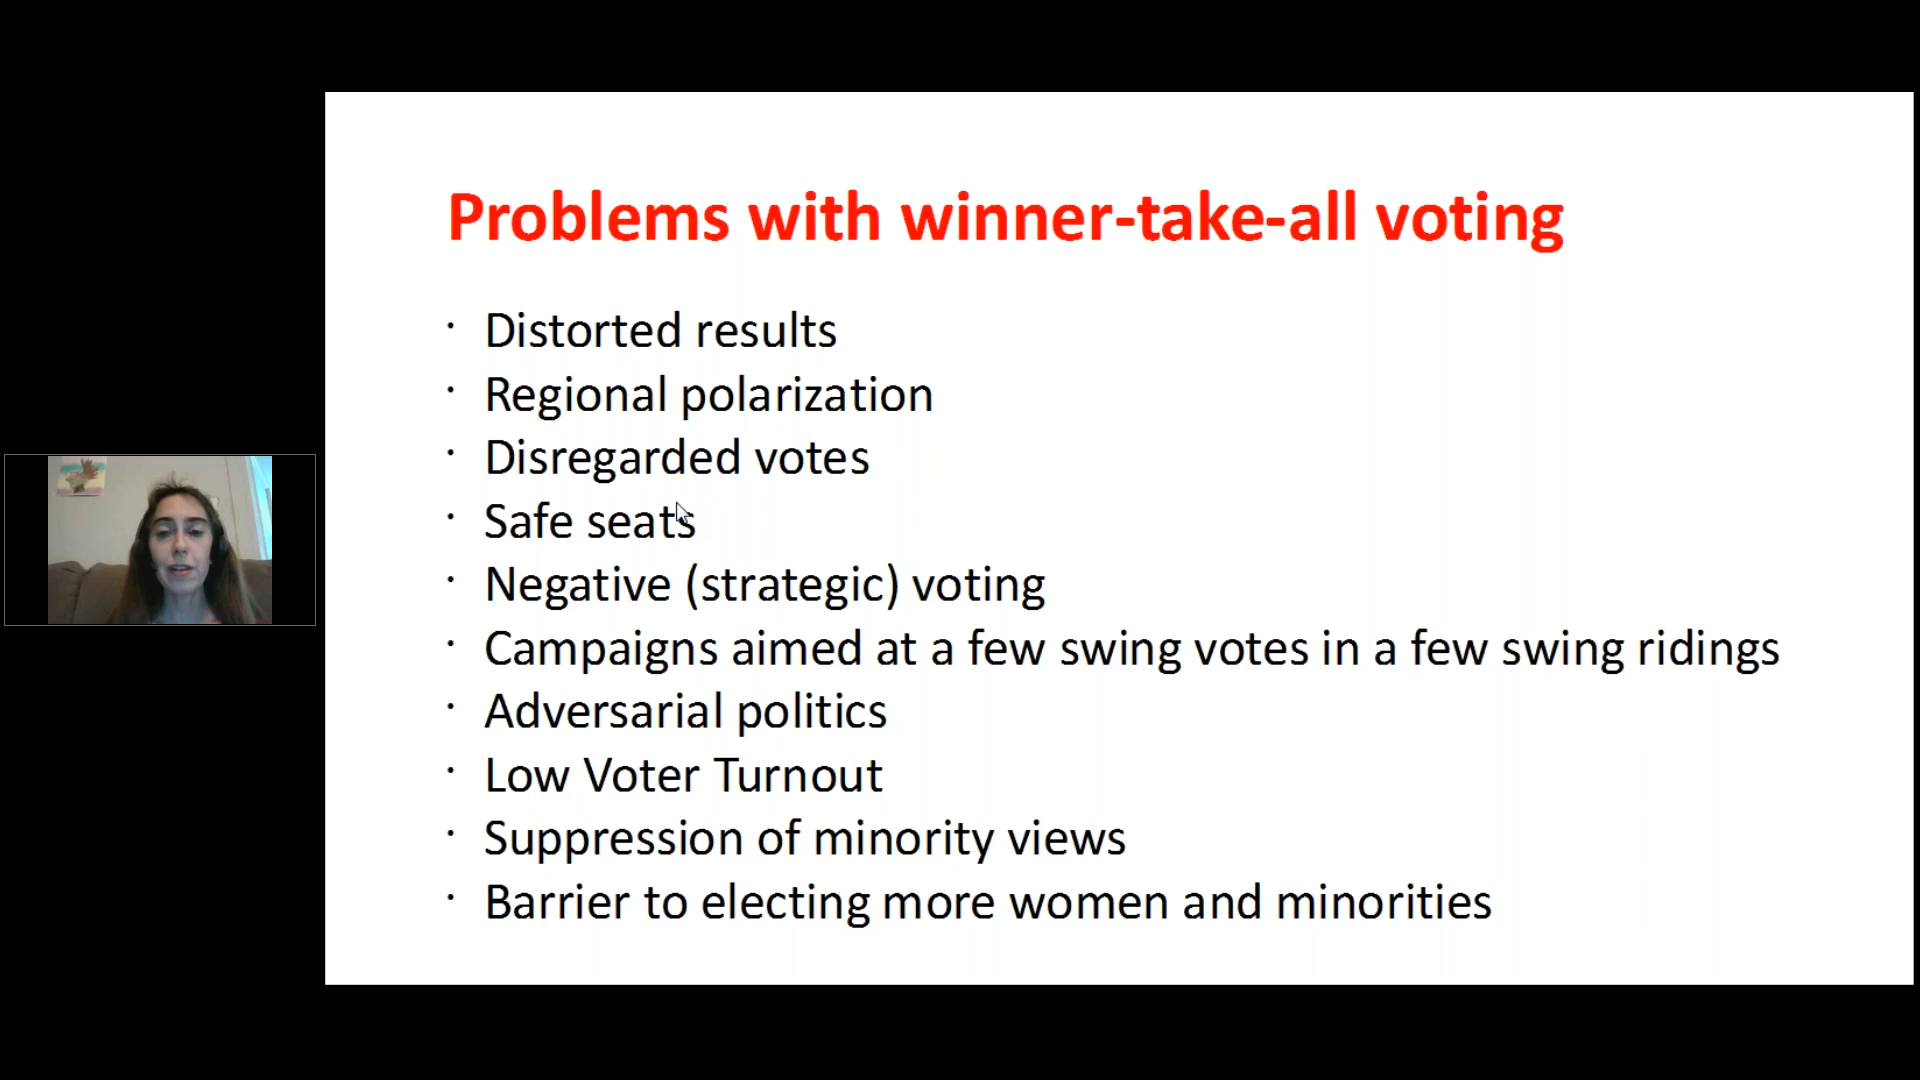 Problems with winner-take-all voting
· Distorted results
· Regional polarization
· Disregarded votes
· Safe seats
· Negative (strategic) voting
· Campaigns aimed at a few swing votes in a few swing ridings
· Adversarial politics
· Low Voter Turnout
· Suppression of minority views
· Barrier to electing more women and minorities